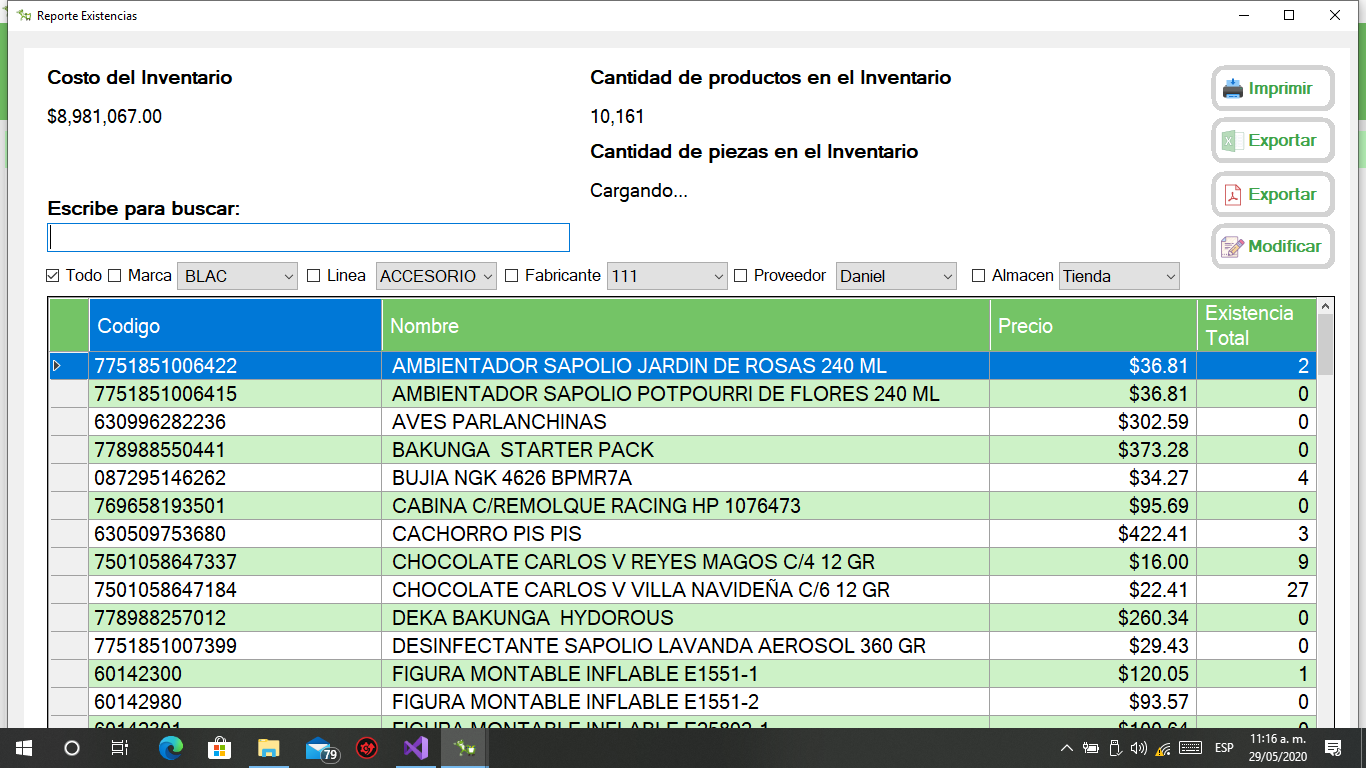 Reporte Existencias
Costo del Inventario
$8,981,067.00
Cantidad de productos en el Inventario
10,161
Cantidad de piezas en el Inventario
Cargando...
Imprimir
Exportar
Exportar
Modificar
Escribe para buscar:
Todo Marca BLAC Linea ACCESORIO Fabricante 111 Proveedor Daniel Almacen Tienda
Codigo Nombre Precio Existencia Total
7751851006422 AMBIENTADOR SAPOLIO JARDIN DE ROSAS 240 ML $36.81 2
7751851006415 AMBIENTADOR SAPOLIO POTPOURRI DE FLORES 240 ML $36.81 0
630996282236 AVES PARLANCHINAS $302.59 0
778988550441 BAKUNGA  STARTER PACK $373.28 0
087295146262 BUJIA NGK 4626 BPMR7A $34.27 4
769658193501 CABINA C/REMOLQUE RACING HP 1076473 $95.69 0
630509753680 CACHORRO PIS PIS $422.41 3
7501058647337 CHOCOLATE CARLOS V REYES MAGOS C/4 12 GR $16.00 9
7501058647184 CHOCOLATE CARLOS V VILLA NAVIDEÑA C/6 12 GR $22.41 27
778988257012 DEKA BAKUNGA  HYDOROUS $260.34 0
7751851007399 DESINFECTANTE SAPOLIO LAVANDA AEROSOL 360 GR $29.43 0
60142300 FIGURA MONTABLE INFLABLE E1551-1 $120.05 1
60142980 FIGURA MONTABLE INFLABLE E1551-2 $93.57 0
79
ESP
11:16 a. m.
29/05/2020